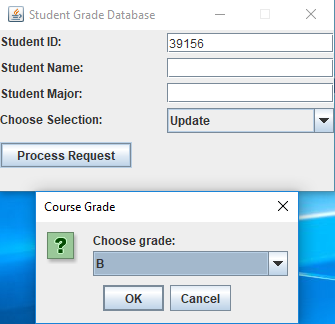 Student Grade Database
Student ID:
39156
Student Name:
Student Major:
Choose Selection:
Update
Process Request
Course Grade
?
Choose grade:
B
OK
Cancel